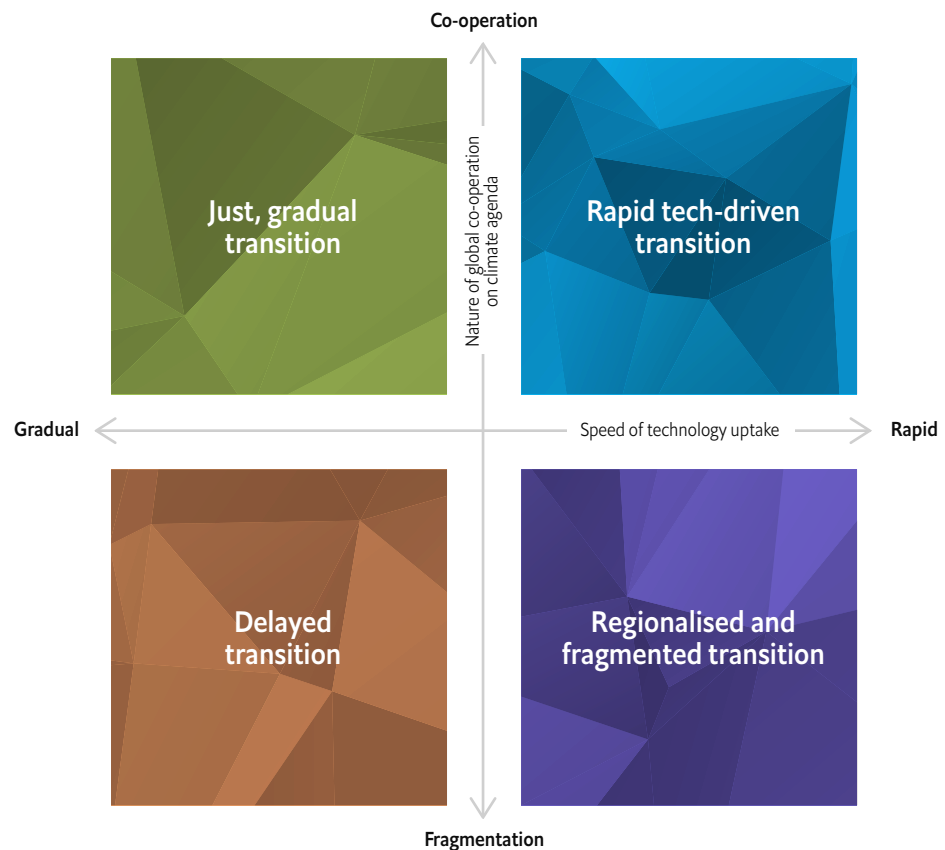 Co-operation
Just, gradual
transition
Nature of global co-operation
on climate agenda
Rapid tech-driven
transition
Gradual
Speed of technology uptake
Rapid
Delayed
transition
Regionalised and
fragmented transition
Fragmentation